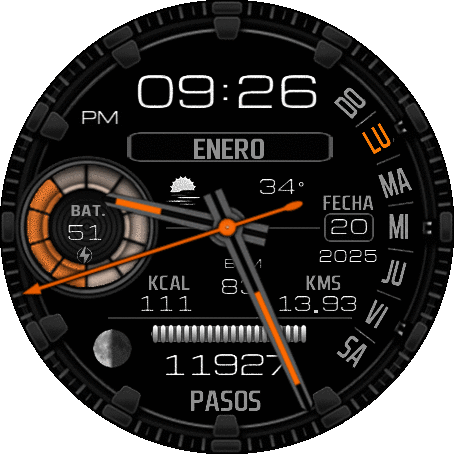 09:26
PM
ENERO
DO
LU
MA
MI
JU
VI
SA
34°
FECHA
20
2025
BAT.
51
KCAL
111
KMS
13.93
11927
PASOS